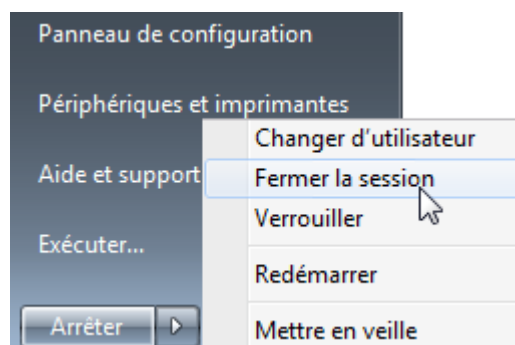 Panneau de configuration
Périphériques et imprimantes
Changer d'utilisateur
Aide et support
Fermer la session
Verrouiller
Exécuter...
Redémarrer
Arrêter
Mettre en veille